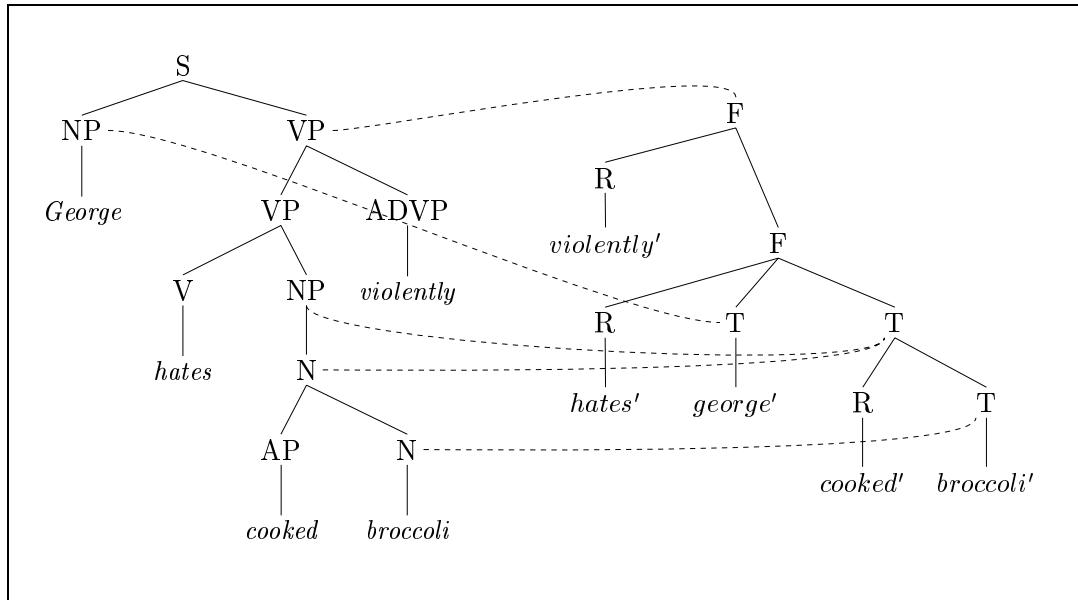 S
F
NP VP
R
VP ADVP
George
violently'
F
V NP violently
R T T
hates N
hates' george' R T
AP N
cooked' broccoli'
cooked broccoli